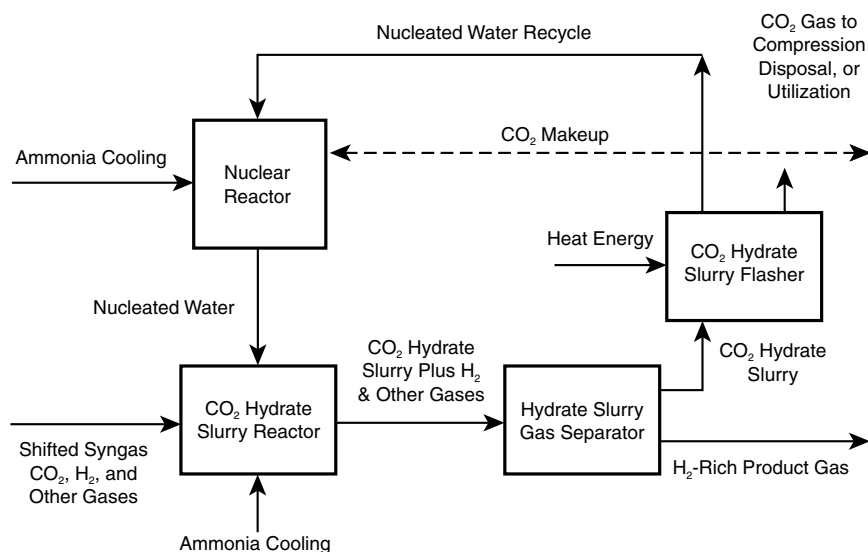 Nucleated Water Recycle
CO₂ Gas to
Compression
Disposal, or
Utilization
CO₂ Makeup
Ammonia Cooling
Nuclear
Reactor
Heat Energy
CO₂ Hydrate
Slurry Flasher
Nucleated Water
CO₂ Hydrate
Slurry Plus H₂
& Other Gases
CO₂ Hydrate
Slurry
CO₂ Hydrate
Slurry Reactor
Hydrate Slurry
Gas Separator
Shifted Syngas
CO₂, H₂, and
Other Gases
H₂-Rich Product Gas
Ammonia Cooling